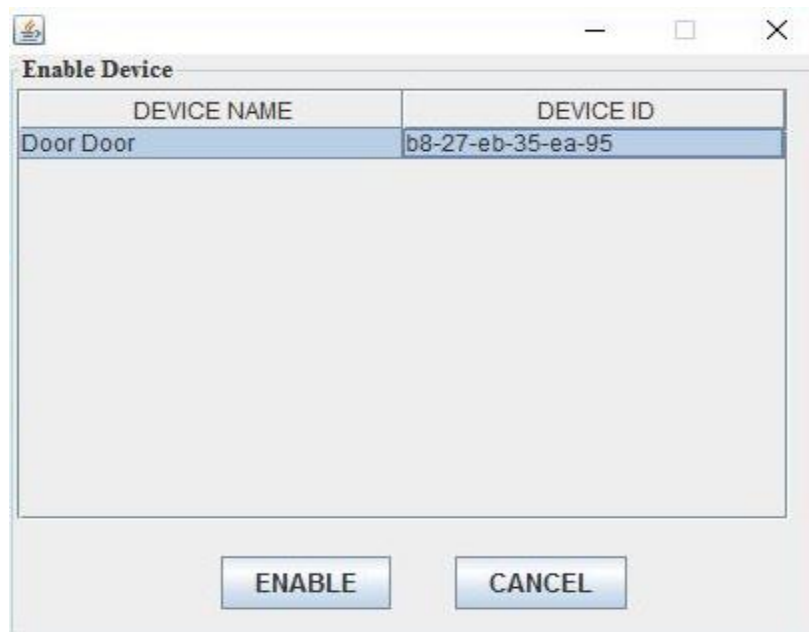 Enable Device
DEVICE NAME DEVICE ID
Door Door b8-27-eb-35-ea-95
ENABLE CANCEL